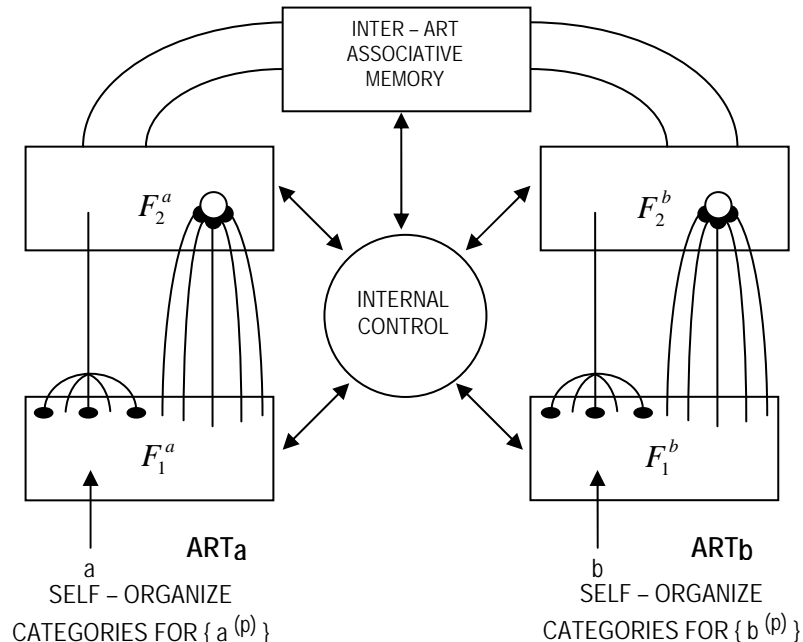 INTER – ART
ASSOCIATIVE
MEMORY
F₂ᵃ
F₂ᵇ
INTERNAL
CONTROL
F₁ᵃ
F₁ᵇ
ARTa
a
SELF – ORGANIZE
CATEGORIES FOR { a ⁽ᵖ⁾ }
ARTb
b
SELF – ORGANIZE
CATEGORIES FOR { b ⁽ᵖ⁾ }